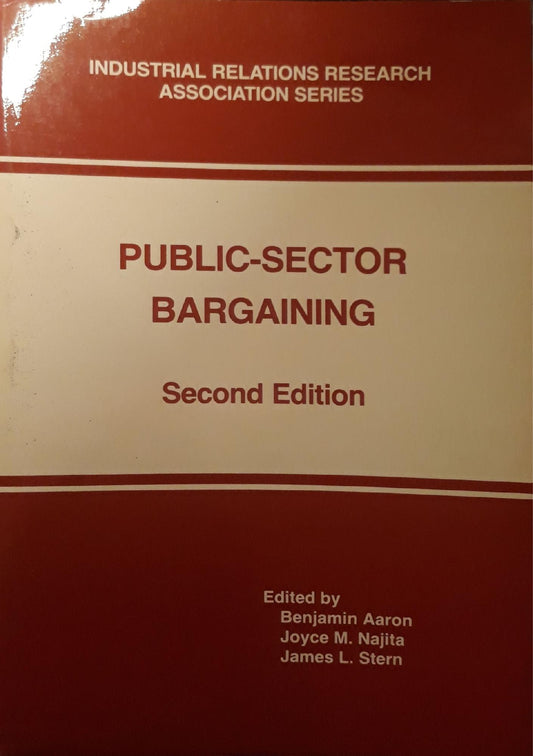 INDUSTRIAL RELATIONS RESEARCH
ASSOCIATION SERIES
PUBLIC-SECTOR
BARGAINING
Second Edition
Edited by
Benjamin Aaron
Joyce M. Najita
James L. Stern